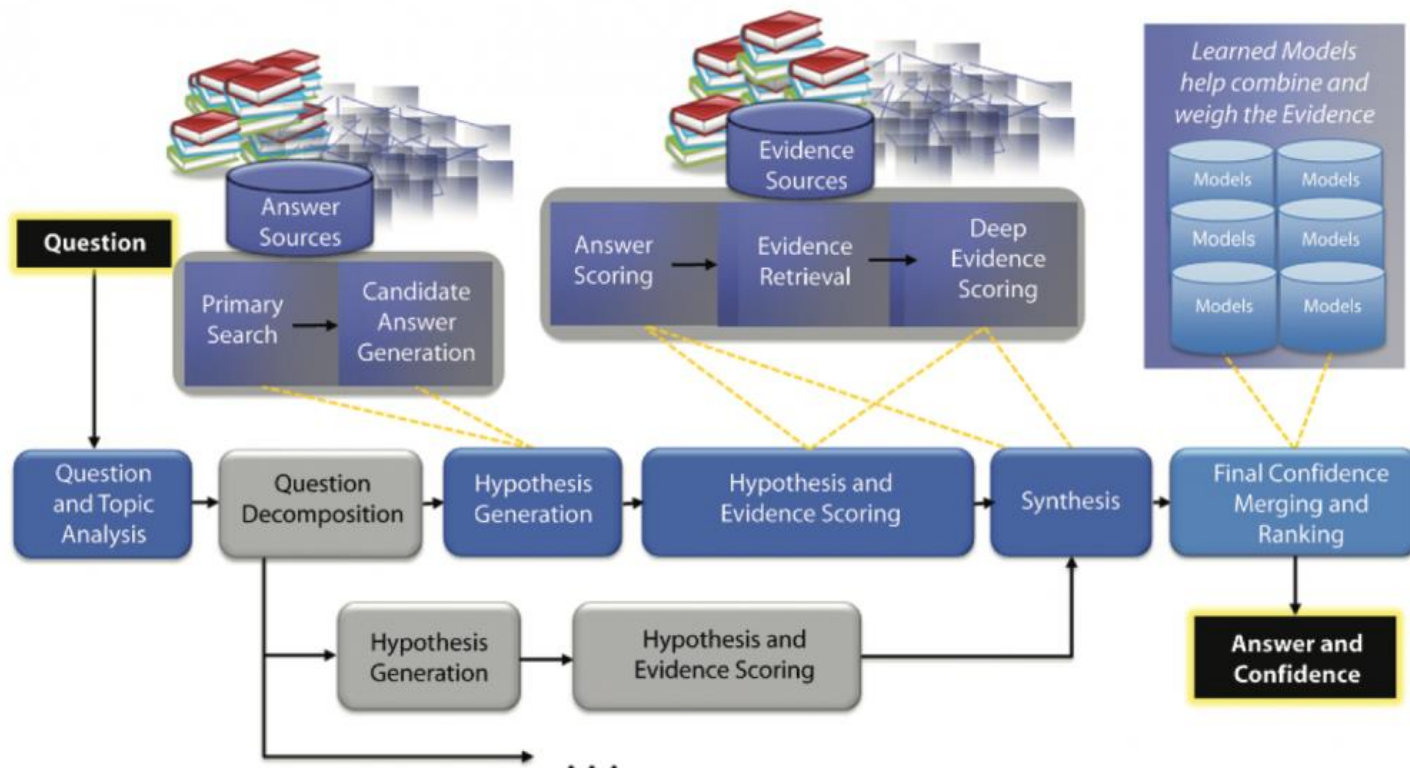 Learned Models
help combine and
weigh the Evidence
Models
Models
Models
Models
Models
Models
Evidence
Sources
Answer
Sources
Question
Primary
Search
Candidate
Answer
Generation
Answer
Scoring
Evidence
Retrieval
Deep
Evidence
Scoring
Question
and Topic
Analysis
Question
Decomposition
Hypothesis
Generation
Hypothesis and
Evidence Scoring
Synthesis
Final Confidence
Merging and
Ranking
Hypothesis
Generation
Hypothesis and
Evidence Scoring
Answer and
Confidence
. . .